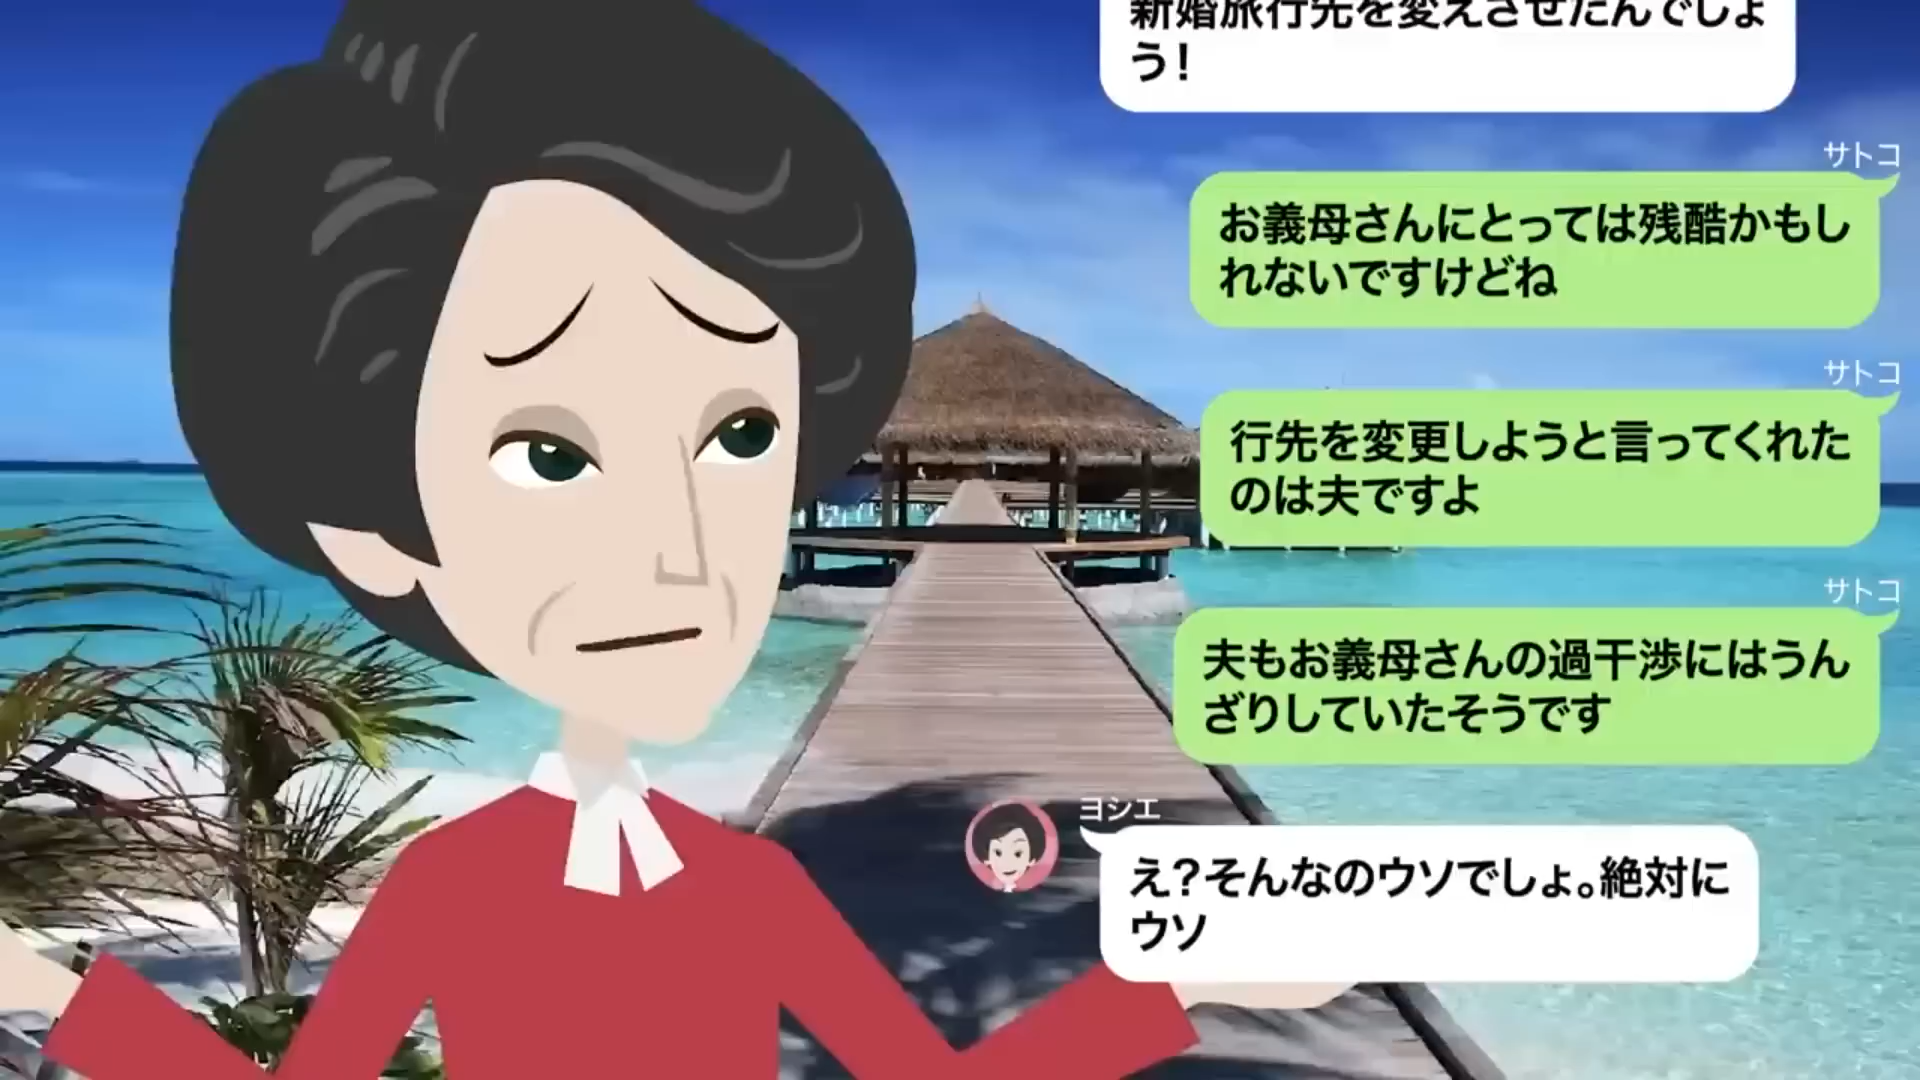 新婚旅行先を変えさせたんでしょ
う！
サトコ
お義母さんにとっては残酷かもし
れないですけどね
サトコ
行先を変更しようと言ってくれた
のは夫ですよ
サトコ
夫もお義母さんの過干渉にはうん
ざりしていたそうです
ヨシエ
え？そんなのウソでしょ。絶対に
ウソ